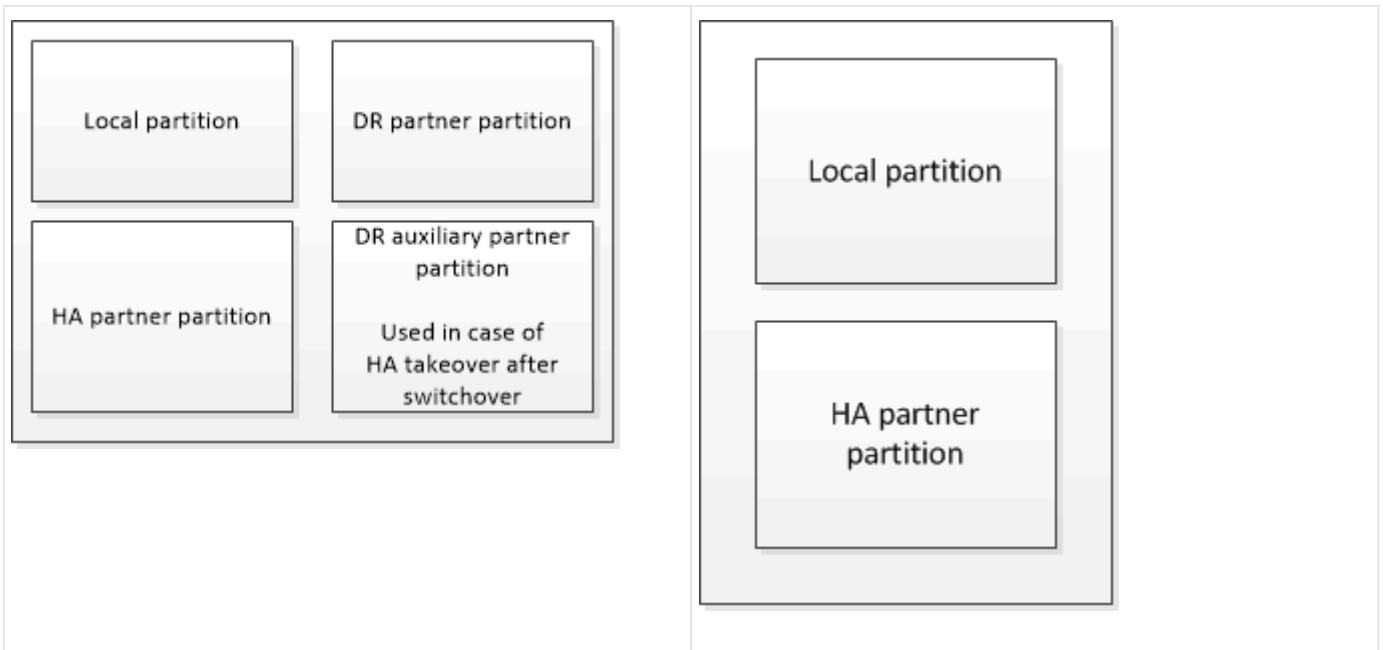 Local partition
DR partner partition
HA partner partition
DR auxiliary partner
partition
Used in case of
HA takeover after
switchover
Local partition
HA partner
partition